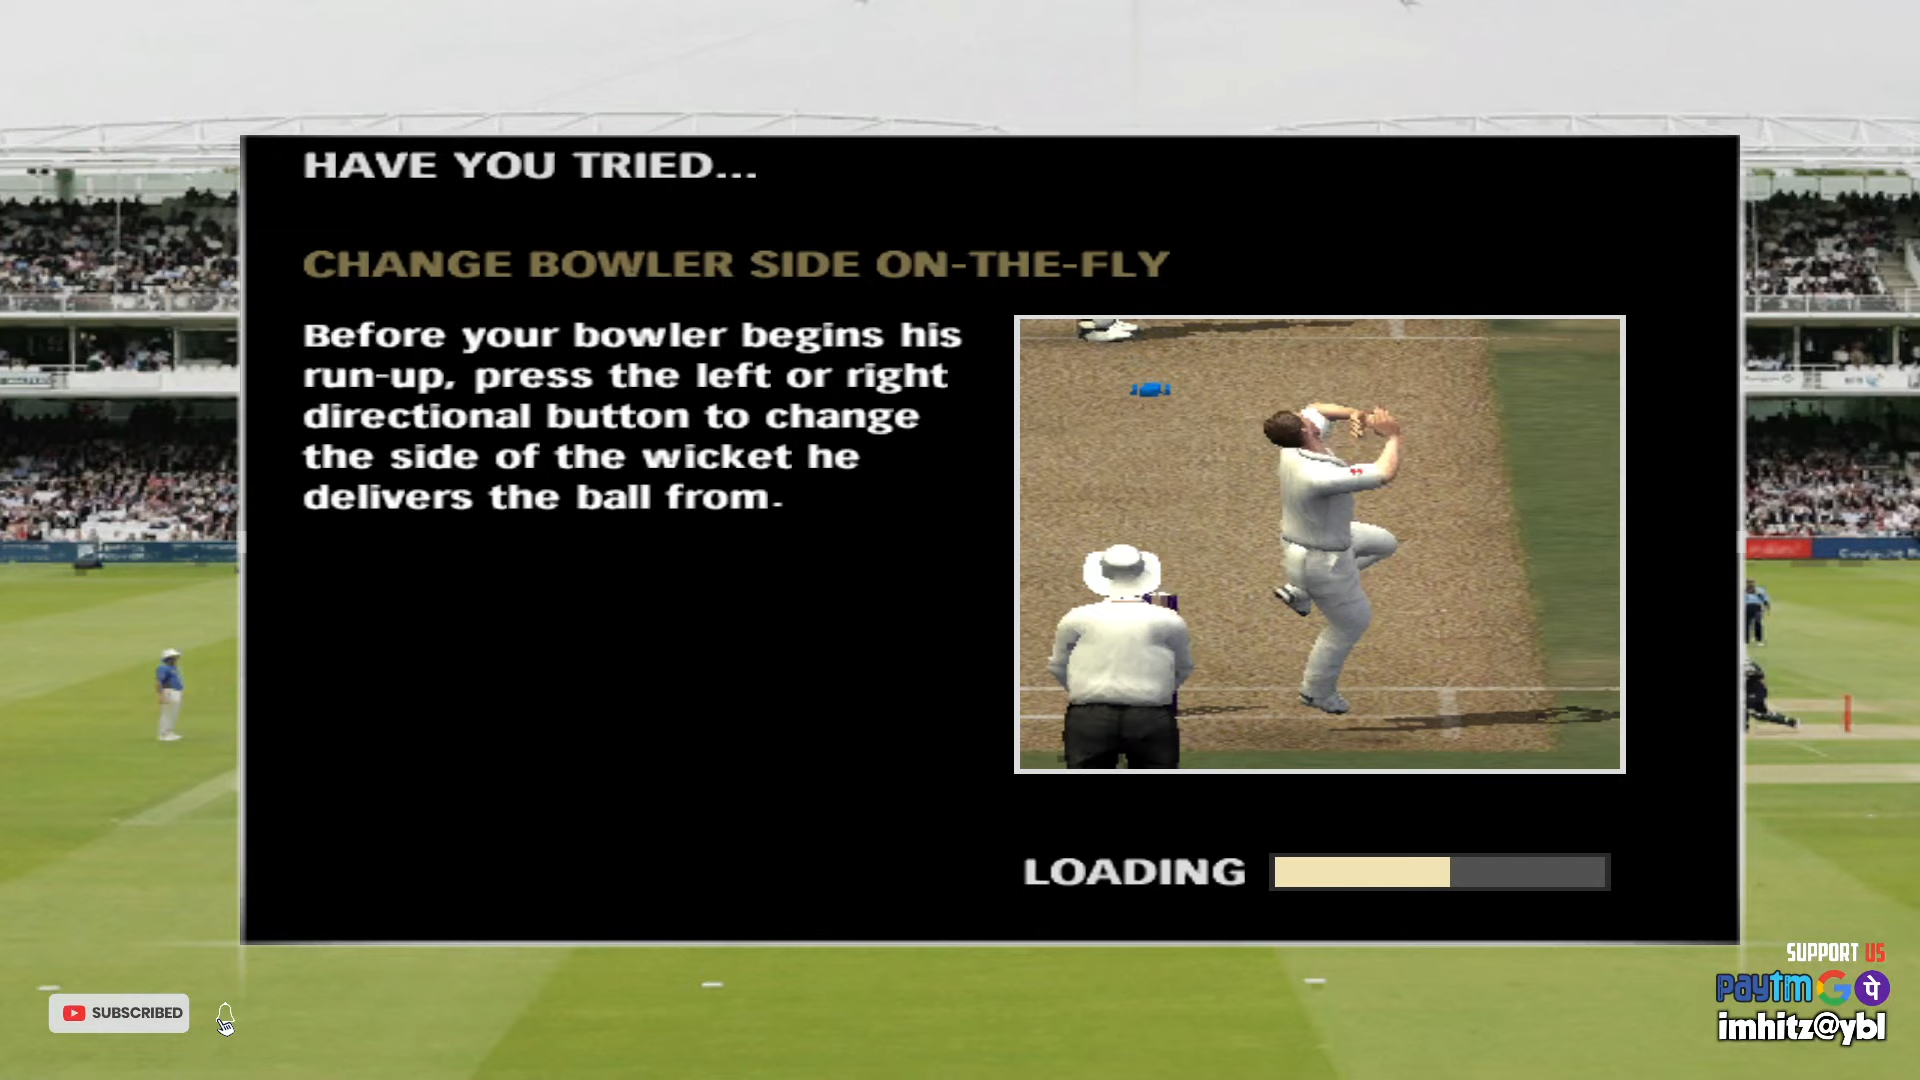 HAVE YOU TRIED...
CHANGE BOWLER SIDE ON-THE-FLY
Before your bowler begins his
run-up, press the left or right
directional button to change
the side of the wicket he
delivers the ball from.
LOADING
SUBSCRIBED
SUPPORT US
paytm G पे
imhitz@ybl